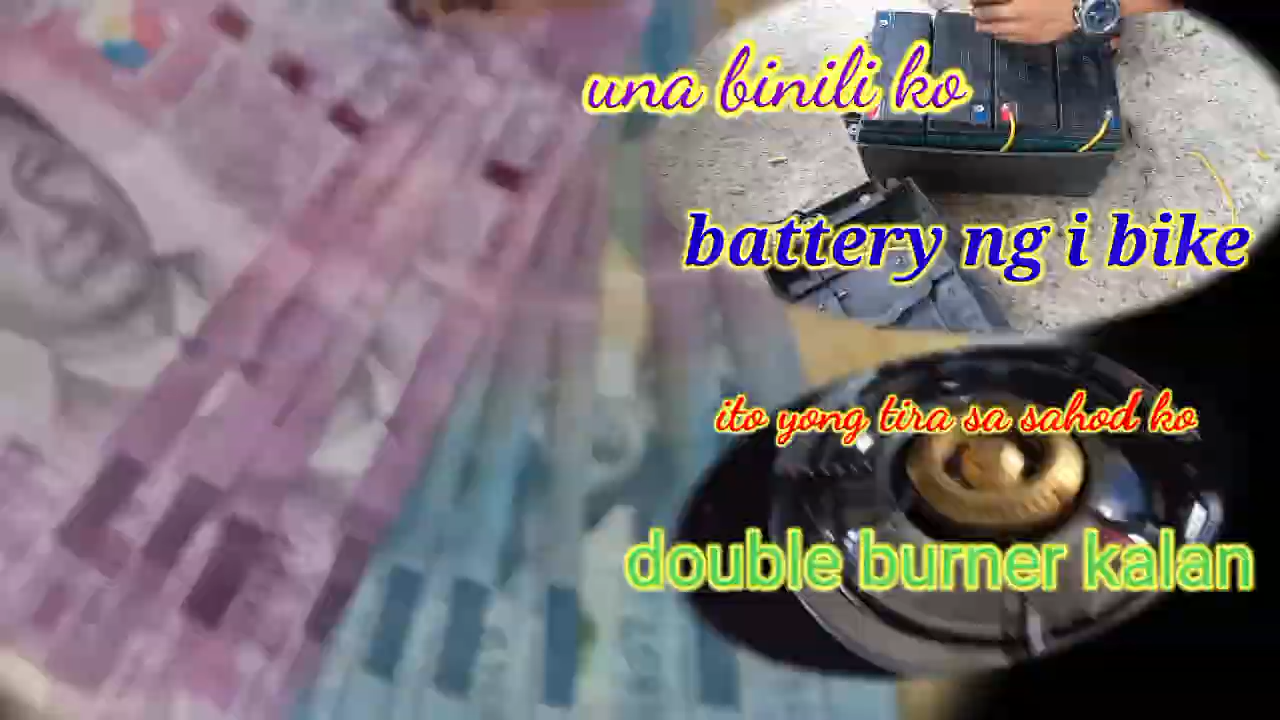 una binili ko
battery ng i bike
ito yong tira sa sahod ko
double burner kalan